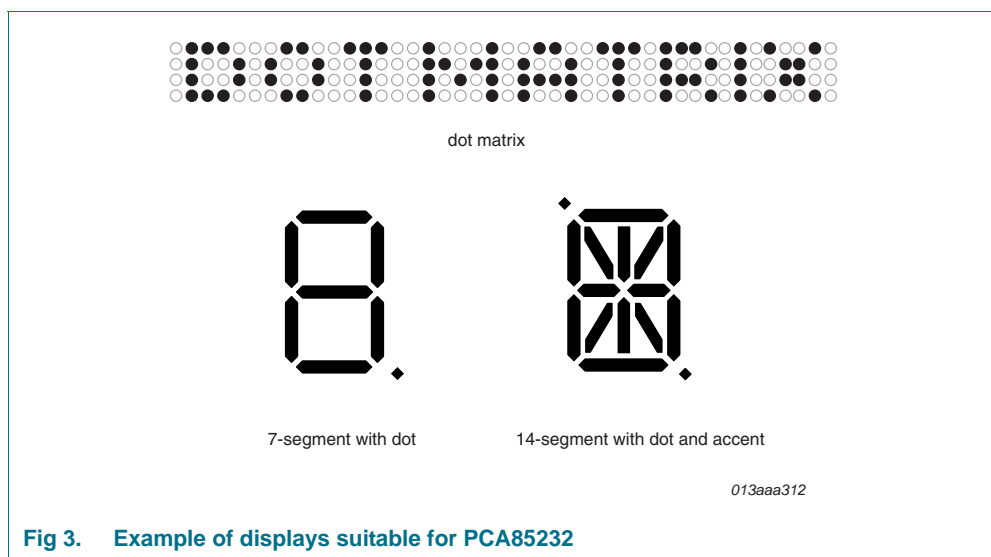 DOTMATRIX
dot matrix
7-segment with dot
14-segment with dot and accent
013aaa312
Fig 3. Example of displays suitable for PCA85232